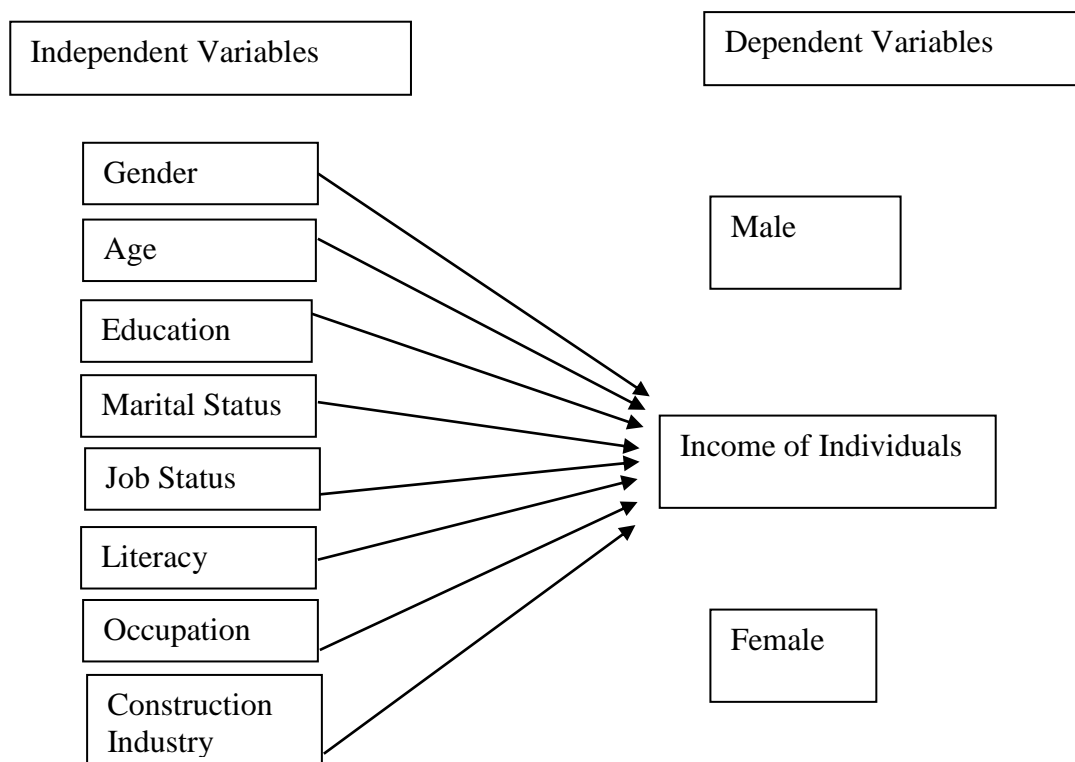 Independent Variables
Dependent Variables
Gender
Age
Education
Marital Status
Job Status
Literacy
Occupation
Construction
Industry
Male
Income of Individuals
Female